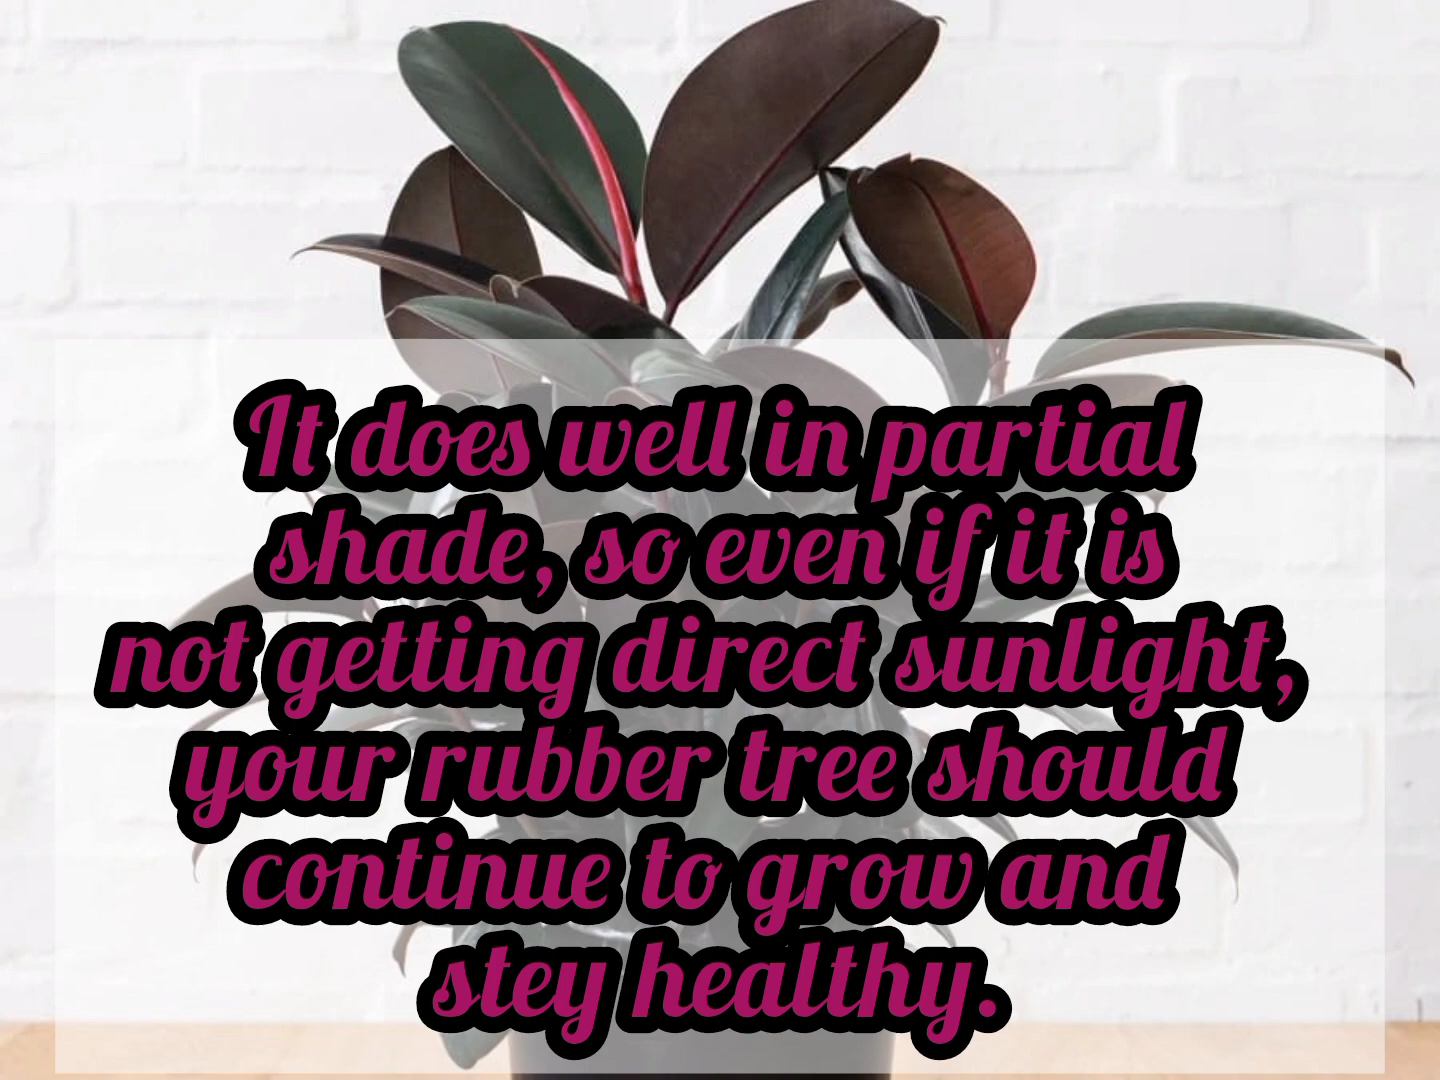 It does well in partial
shade, so even if it is
not getting direct sunlight,
your rubber tree should
continue to grow and
stey healthy.